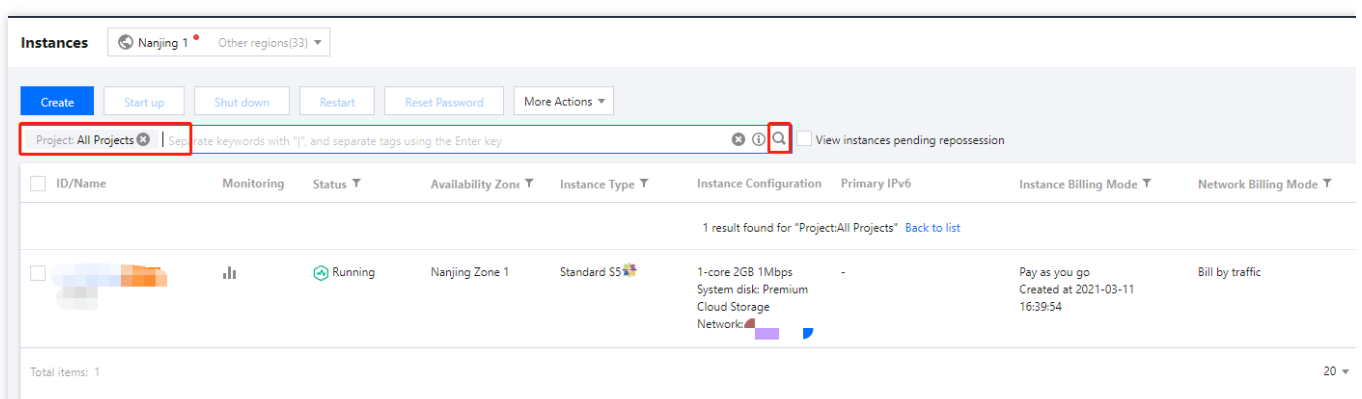 Instances Nanjing 1 Other regions(33)
Create Start up Shut down Restart Reset Password More Actions
Project: All Projects Separate keywords with "|", and separate tags using the Enter key View instances pending repossession
ID/Name Monitoring Status Availability Zone Instance Type Instance Configuration Primary IPv6 Instance Billing Mode Network Billing Mode
1 result found for "Project:All Projects" Back to list
Running Nanjing Zone 1 Standard S5 1-core 2GB 1Mbps - Pay as you go Bill by traffic
System disk: Premium Created at 2021-03-11
Cloud Storage 16:39:54
Network:
Total items: 1 20